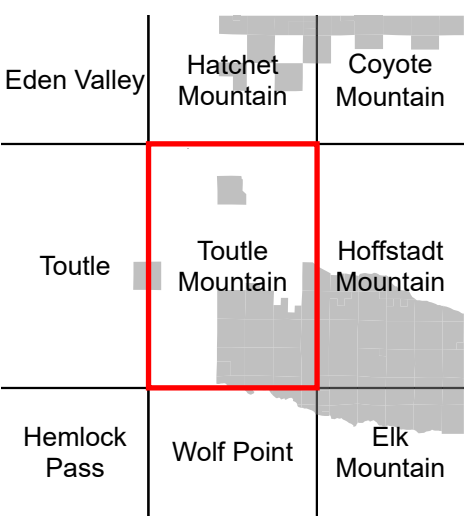 Eden Valley
Hatchet
Mountain
Coyote
Mountain
Toutle
Toutle
Mountain
Hoffstadt
Mountain
Hemlock
Pass
Wolf Point
Elk
Mountain